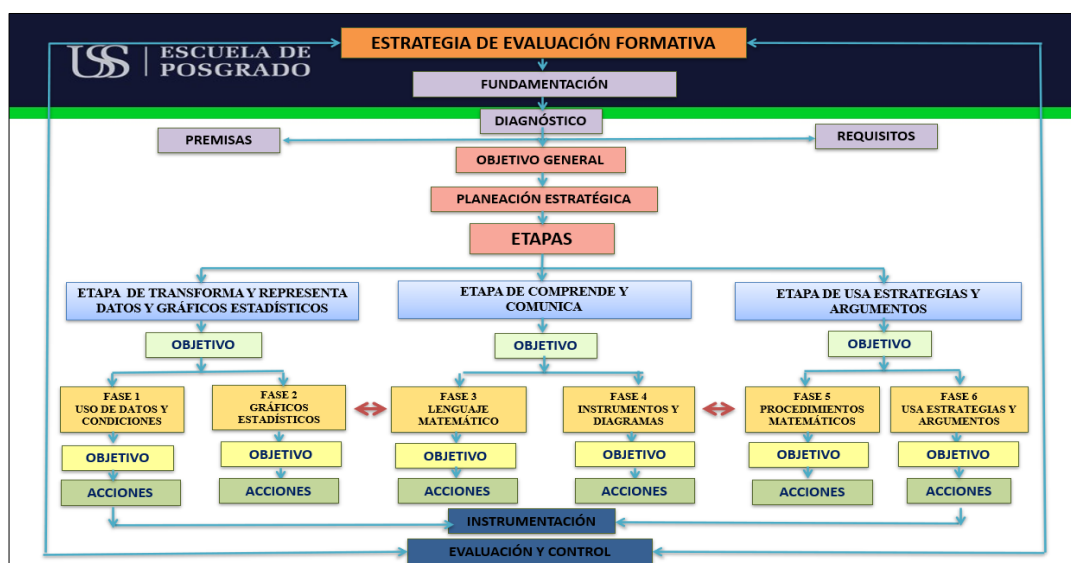 ESTRATEGIA DE EVALUACIÓN FORMATIVA
USS
ESCUELA DE
POSGRADO
FUNDAMENTACIÓN
DIAGNÓSTICO
PREMISAS
REQUISITOS
OBJETIVO GENERAL
PLANEACIÓN ESTRATÉGICA
ETAPAS
ETAPA DE TRANSFORMA Y REPRESENTA
DATOS Y GRÁFICOS ESTADÍSTICOS
ETAPA DE COMPRENDE Y
COMUNICA
ETAPA DE USA ESTRATEGIAS Y
ARGUMENTOS
OBJETIVO
OBJETIVO
OBJETIVO
FASE 1
USO DE DATOS Y
CONDICIONES
FASE 2
GRÁFICOS
ESTADÍSTICOS
FASE 3
LENGUAJE
MATEMÁTICO
FASE 4
INSTRUMENTOS Y
DIAGRAMAS
FASE 5
PROCEDIMIENTOS
MATEMÁTICOS
FASE 6
USA ESTRATEGIAS Y
ARGUMENTOS
OBJETIVO
OBJETIVO
OBJETIVO
OBJETIVO
OBJETIVO
OBJETIVO
ACCIONES
ACCIONES
ACCIONES
ACCIONES
ACCIONES
ACCIONES
INSTRUMENTACIÓN
EVALUACIÓN Y CONTROL